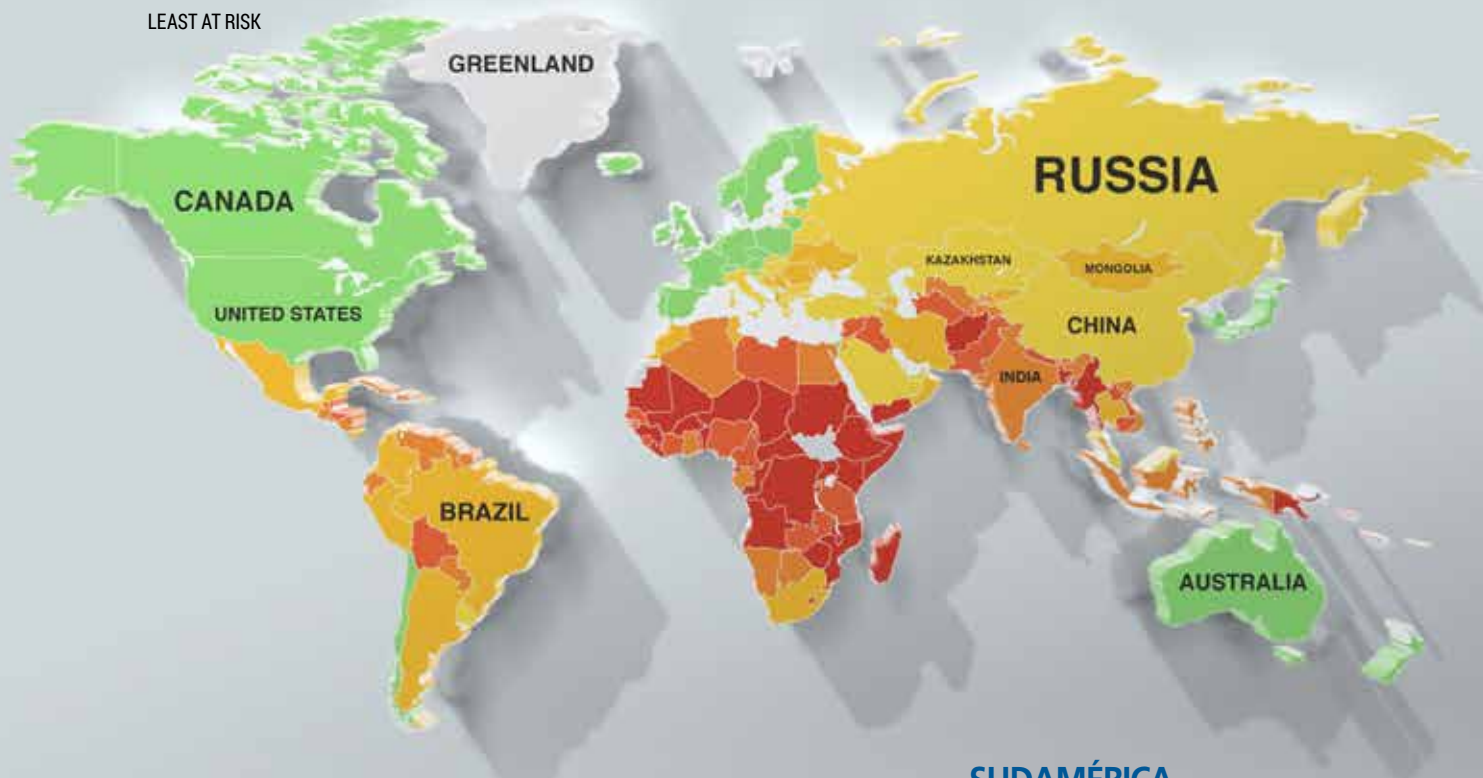 LEAST AT RISK
GREENLAND
CANADA
RUSSIA
KAZAKHSTAN
MONGOLIA
UNITED STATES
CHINA
INDIA
BRAZIL
AUSTRALIA
SUDAMÉRICA